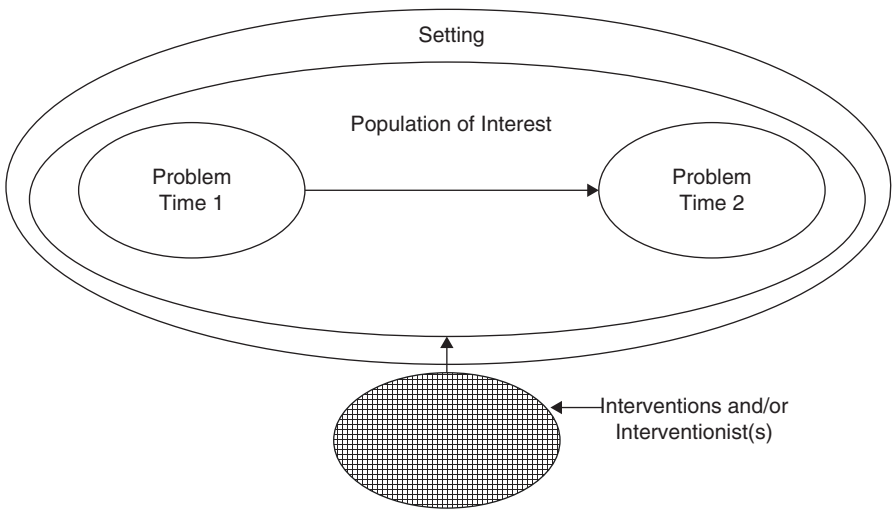 Setting
Population of Interest
Problem
Time 1
Problem
Time 2
Interventions and/or
Interventionist(s)